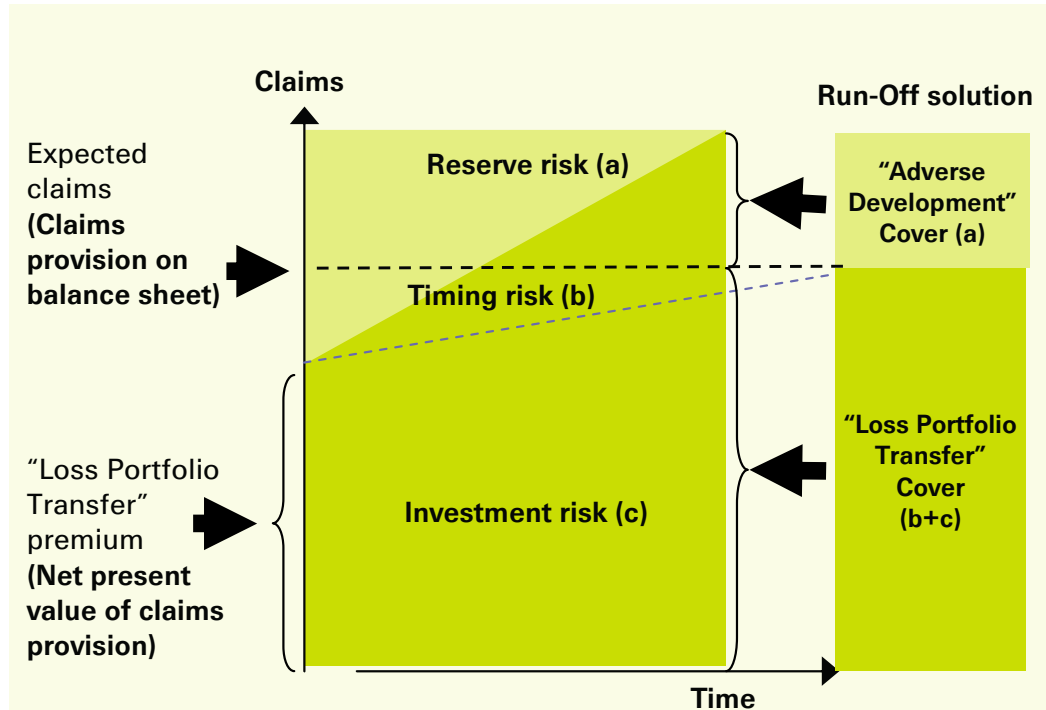 Claims
Run-Off solution
Expected
claims
(Claims
provision on
balance sheet)
Reserve risk (a)
“Adverse
Development”
Cover (a)
Timing risk (b)
“Loss Portfolio
Transfer”
premium
(Net present
value of claims
provision)
Investment risk (c)
“Loss Portfolio
Transfer”
Cover
(b+c)
Time